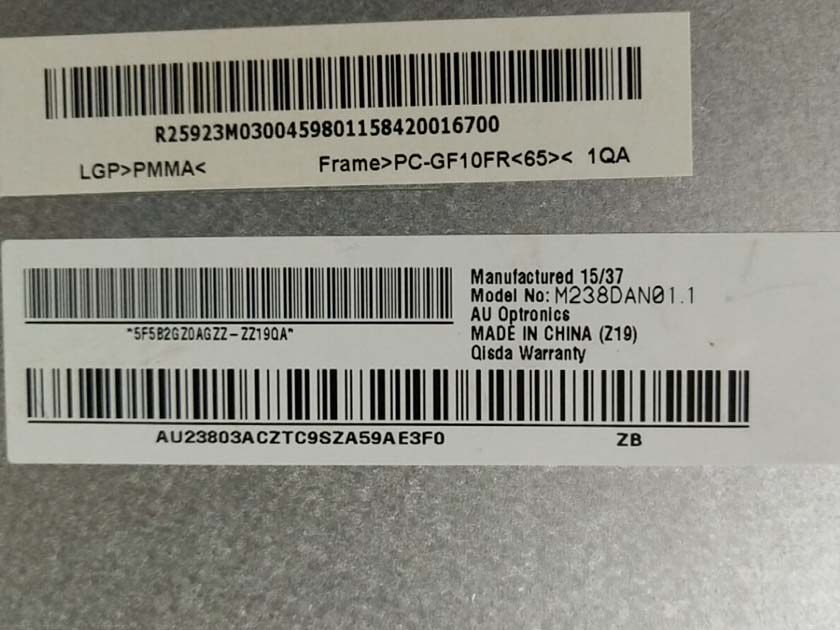 R25923M0300459801158420016700
LGP>PMMA<
Frame>PC-GF10FR<65>< 1QA
Manufactured 15/37
Model No: M238DAN01.1
AU Optronics
MADE IN CHINA (Z19)
Qisda Warranty
"5F5B2GZ0AGZZ-ZZ19QA"
AU23803ACZTC9SZA59AE3F0
ZB